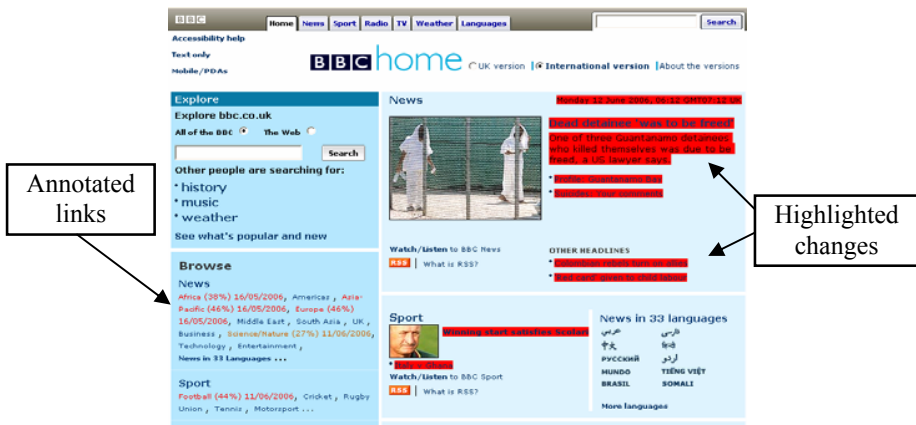 BBC
Home News Sport Radio TV Weather Languages
Search
Accessibility help
Text only
Mobile/PDAs
BBC home
UK version International version About the versions
Explore
Explore bbc.co.uk
All of the BBC The Web
Search
Other people are searching for:
history
music
weather
See what's popular and new
Browse
News
Africa (38%) 16/05/2006, Americas , Asia-
Pacific (46%) 16/05/2006, Europe (46%)
16/05/2006, Middle East , South Asia , UK ,
Business , Science/Nature (27%) 11/06/2006,
Technology , Entertainment ,
News in 33 Languages ...
Sport
Football (44%) 11/06/2006, Cricket , Rugby
Union , Tennis , Motorsport ...
News
Monday 12 June 2006, 06:12 GMT07:12 UK
Dead detainee 'was to be freed'
One of three Guantanamo detainees,
who killed themselves was due to be
freed, a US lawyer says.
Profile: Guantanamo Bay
Suicides: Your comments
Watch/Listen to BBC News
RSS What is RSS?
OTHER HEADLINES
Colombian rebels turn on allies
'Red card' given to child labour
Sport
Winning start satisfies Scolari
Italy v Ghana
Watch/Listen to BBC Sport
RSS What is RSS?
News in 33 languages
عربي فارسی
中文 हिन्दी
РУССКИЙ اردو
MUNDO TIẾNG VIỆT
BRASIL SOMALI
More languages
Annotated
links
Highlighted
changes